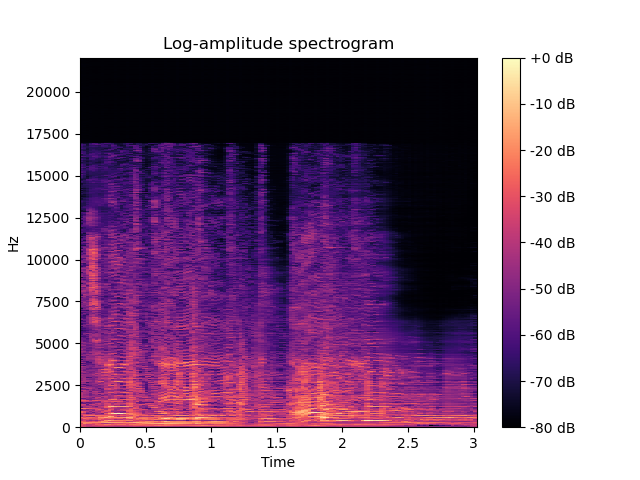 Log-amplitude spectrogram
Hz
20000
17500
15000
12500
10000
7500
5000
2500
0
0 0.5 1 1.5 2 2.5 3
Time
+0 dB
-10 dB
-20 dB
-30 dB
-40 dB
-50 dB
-60 dB
-70 dB
-80 dB